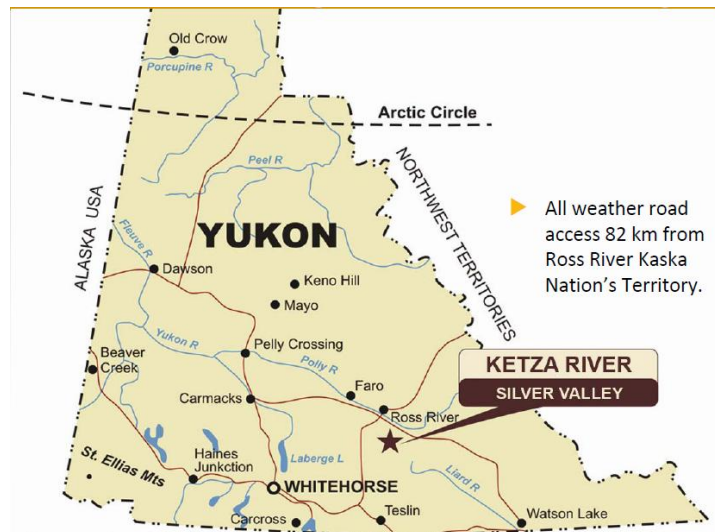 Old Crow
Porcupine R
Arctic Circle
Peel R
NORTHWEST TERRITORIES
ALASKA USA
YUKON
All weather road
access 82 km from
Ross River Kaska
Nation's Territory.
Fleuve R
Dawson
Keno Hill
Mayo
Yukon R
Pelly Crossing
Beaver
Creek
Polly R
KETZA RIVER
SILVER VALLEY
Faro
Carmacks
Ross River
St. Ellias Mts
Haines
Junkction
Laberge L
Liard R
WHITEHORSE
Carcross
Teslin
Watson Lake